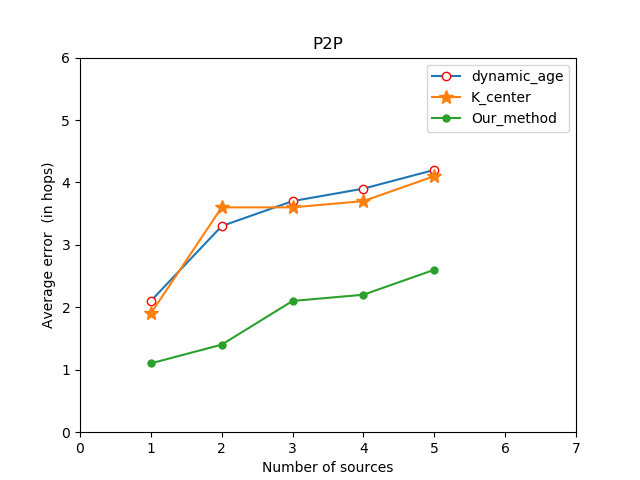 P2P
dynamic_age
K_center
Our_method
6
5
4
3
2
1
0
Average error  (in hops)
0 1 2 3 4 5 6 7
Number of sources